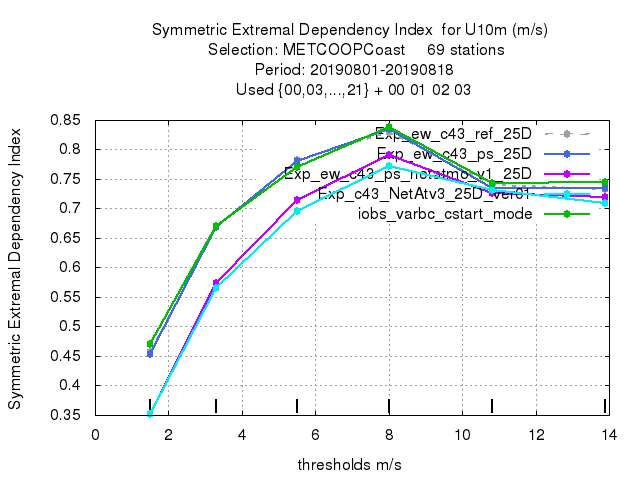 Symmetric Extremal Dependency Index for U10m (m/s)
Selection: METCOOPCoast 69 stations
Period: 20190801-20190818
Used {00,03,...,21} + 00 01 02 03
Symmetric Extremal Dependency Index
0.85
0.8
0.75
0.7
0.65
0.6
0.55
0.5
0.45
0.4
0.35
Exp_ew_c43_ref_25D
Exp_ew_c43_ps_25D
Exp_ew_c43_ps_netatmo_v1_25D
Exp_c43_NetAtv3_25D_ver01
iobs_varbc_cstart_mode
0 2 4 6 8 10 12 14
thresholds m/s